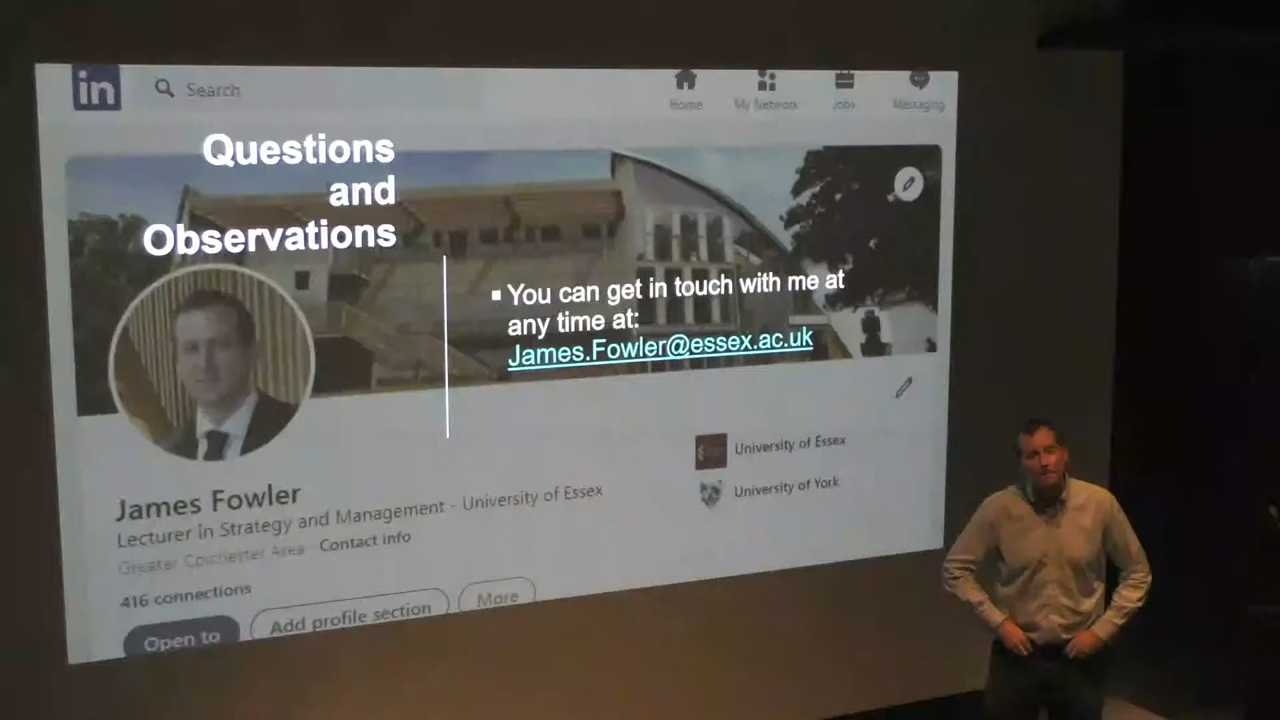 in
Search
Home
My Network
Jobs
Messaging
Questions
and
Observations
▪ You can get in touch with me at
any time at:
James.Fowler@essex.ac.uk
University of Essex
University of York
James Fowler
Lecturer in Strategy and Management - University of Essex
Greater Colchester Area · Contact info
416 connections
Open to
Add profile section
More